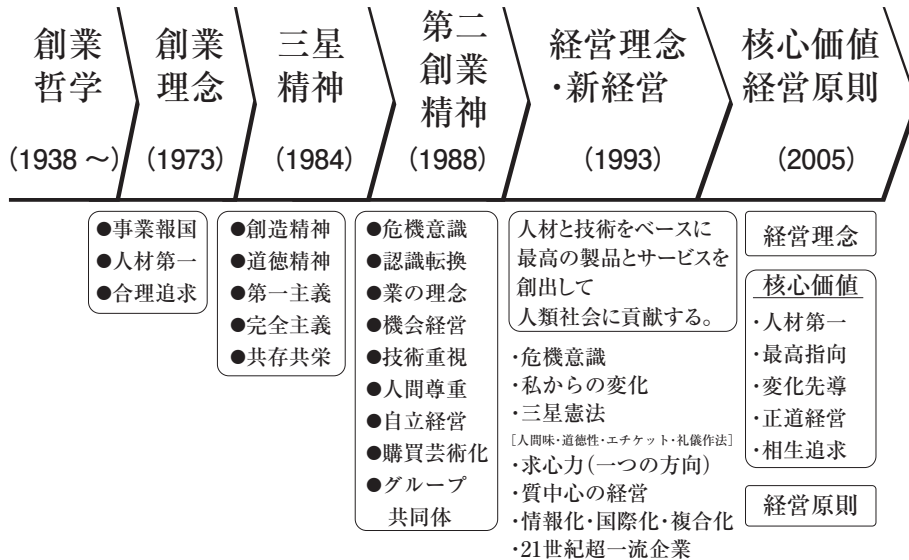 創業
哲学
(1938 ～)
創業
理念
(1973)
三星
精神
(1984)
第二
創業
精神
(1988)
経営理念
・新経営
(1993)
核心価値
経営原則
(2005)
●事業報国
●人材第一
●合理追求
●創造精神
●道徳精神
●第一主義
●完全主義
●共存共栄
●危機意識
●認識転換
●業の理念
●機会経営
●技術重視
●人間尊重
●自立経営
●購買芸術化
●グループ
共同体
人材と技術をベースに
最高の製品とサービスを
創出して
人類社会に貢献する。
・危機意識
・私からの変化
・三星憲法
[人間味・道徳性・エチケット・礼儀作法]
・求心力(一つの方向)
・質中心の経営
・情報化・国際化・複合化
・21世紀超一流企業
経営理念
核心価値
・人材第一
・最高指向
・変化先導
・正道経営
・相生追求
経営原則